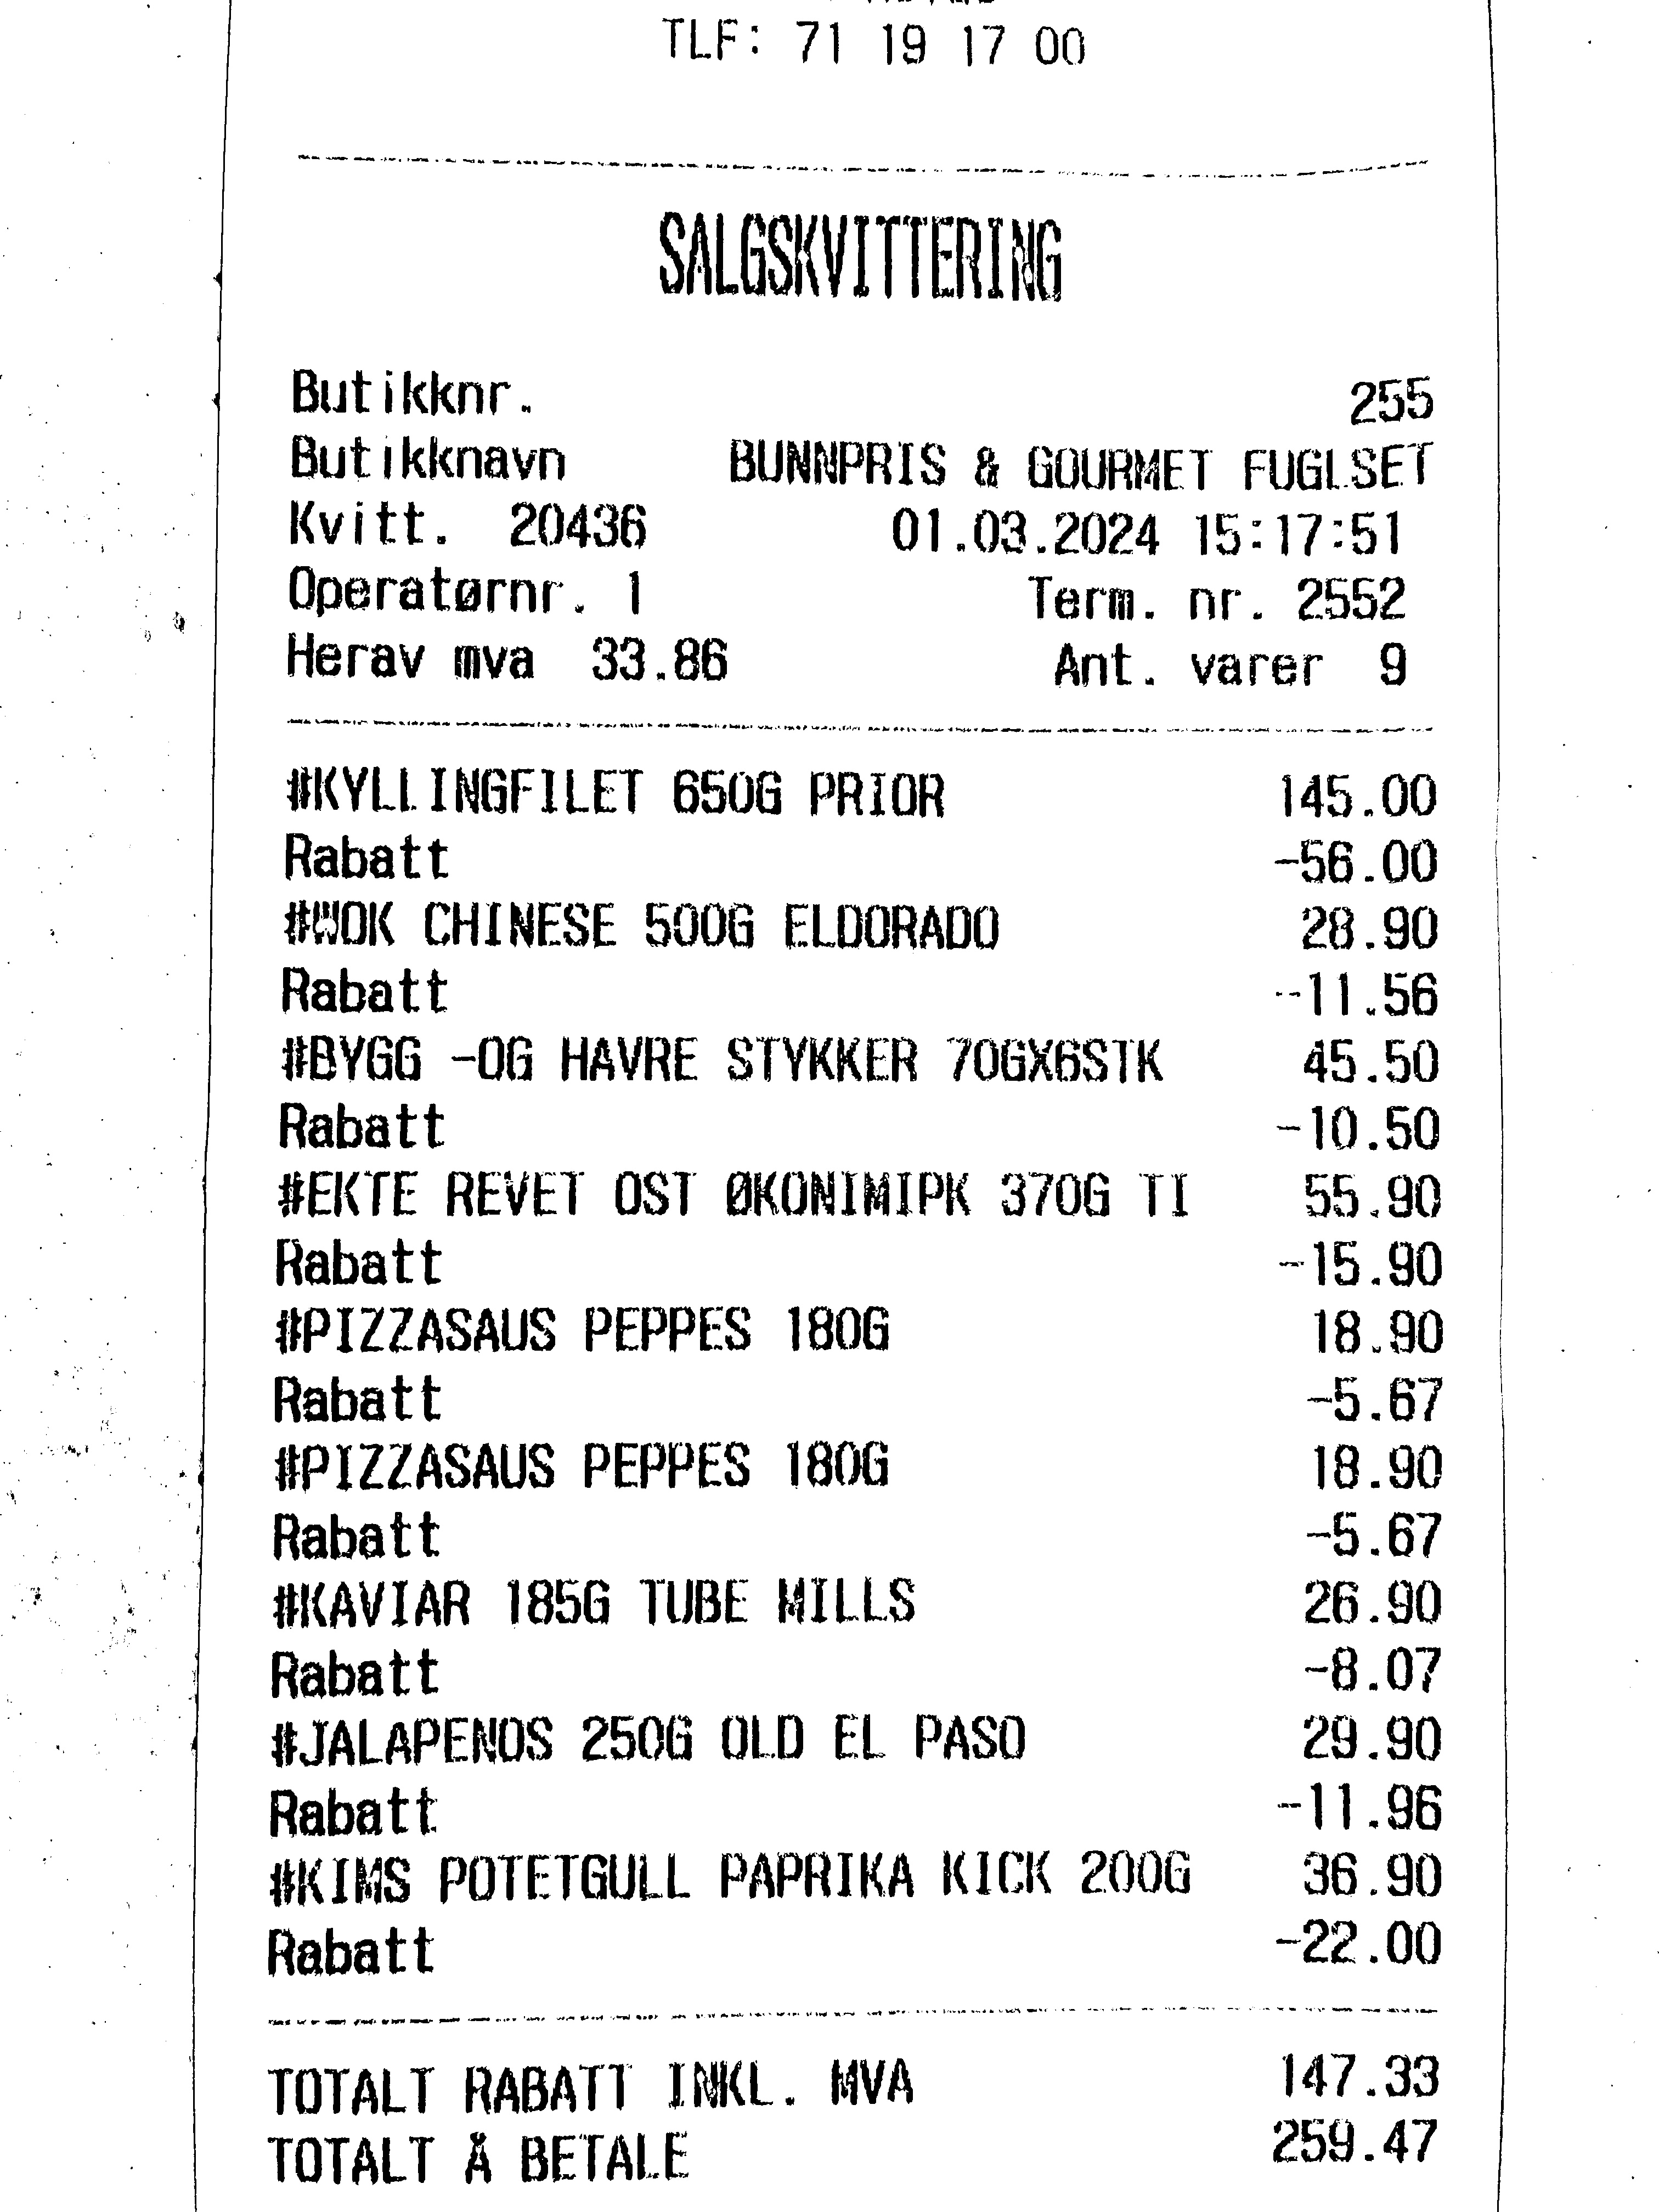 TLF: 71 19 17 00
SALGSKVITTERING
Butikknr. 255
Butikknavn BUNNPRIS & GOURMET FUGLSET
Kvitt. 20436 01.03.2024 15:17:51
Operatørnr. 1 Term. nr. 2552
Herav mva 33.86 Ant. varer 9
#KYLLINGFILET 650G PRIOR 145.00
Rabatt -56.00
#WOK CHINESE 500G ELDORADO 28.90
Rabatt -11.56
#BYGG -OG HAVRE STYKKER 70GX6STK 45.50
Rabatt -10.50
#EKTE REVET OST ØKONIMIPK 370G TI 55.90
Rabatt -15.90
#PIZZASAUS PEPPES 180G 18.90
Rabatt -5.67
#PIZZASAUS PEPPES 180G 18.90
Rabatt -5.67
#KAVIAR 185G TUBE MILLS 26.90
Rabatt -8.07
#JALAPENOS 250G OLD EL PASO 29.90
Rabatt -11.96
#KIMS POTETGULL PAPRIKA KICK 200G 36.90
Rabatt -22.00
TOTALT RABATT INKL. MVA 147.33
TOTALT Å BETALE 259.47